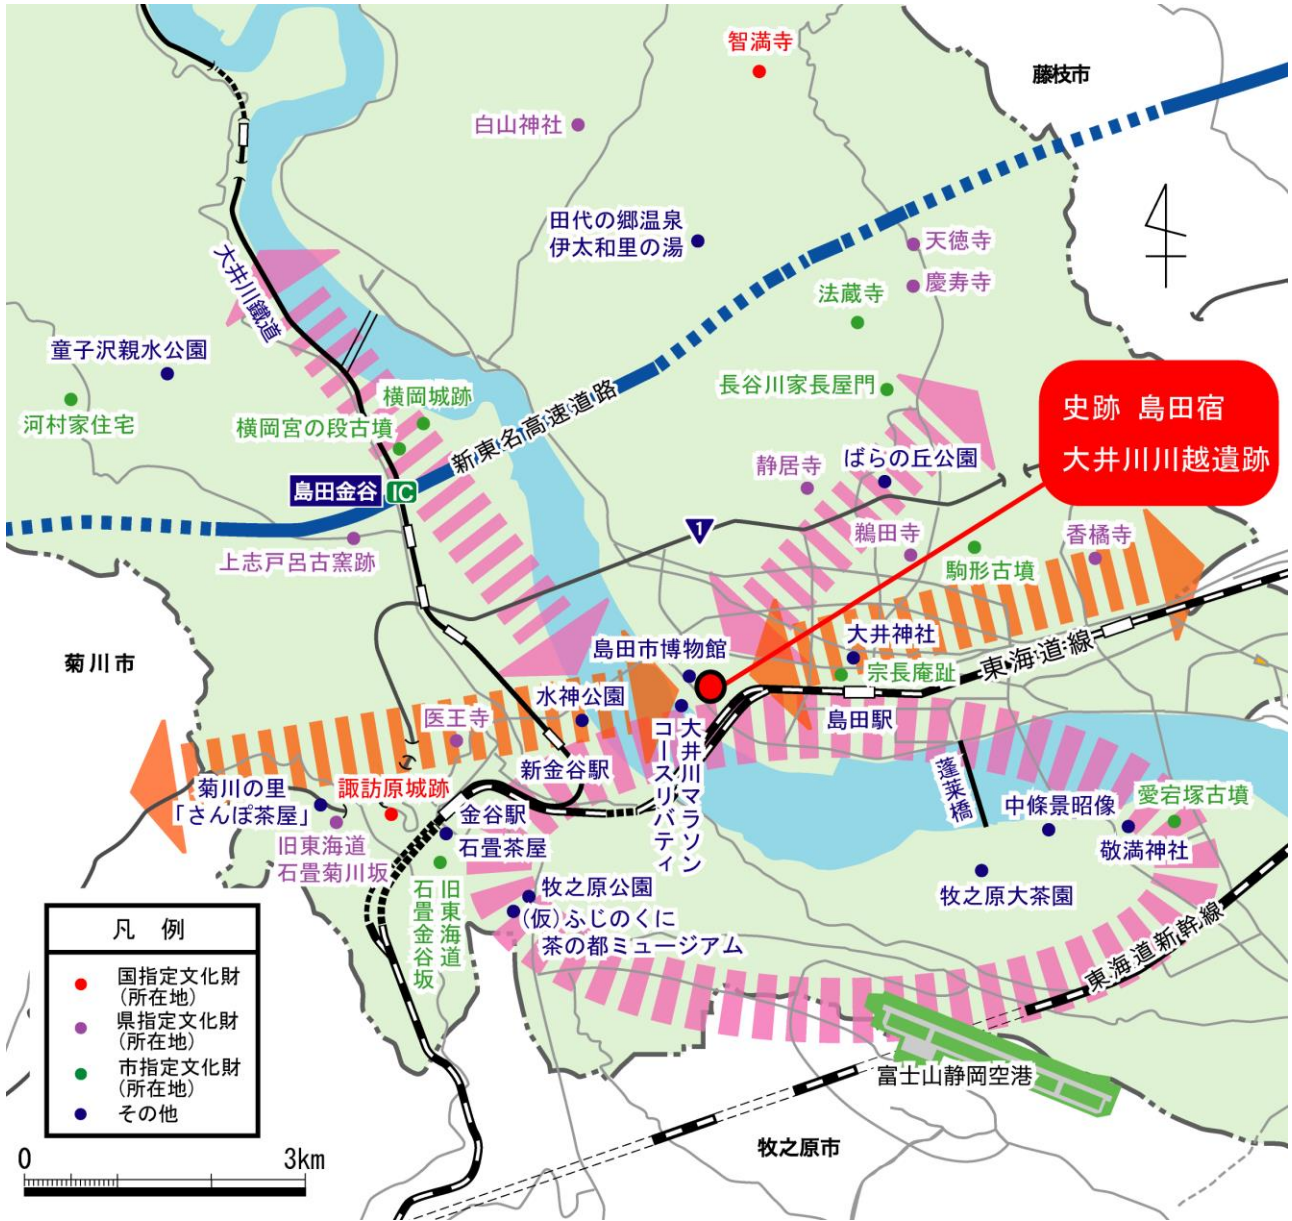 智満寺
藤枝市
白山神社
田代の郷温泉
伊太和里の湯
天徳寺
慶寿寺
法蔵寺
大井川鐵道
童子沢親水公園
河村家住宅
横岡城跡
横岡宮の段古墳
新東名高速道路
長谷川家長屋門
史跡 島田宿
大井川川越遺跡
島田金谷
IC
静居寺
ばらの丘公園
上志戸呂古窯跡
1
鵜田寺
駒形古墳
香橘寺
菊川市
島田市博物館
大井神社
宗長庵趾
東海道線
水神公園
医王寺
島田駅
新金谷駅
大井川マラソン
コースリバティ
蓬莱橋
菊川の里
「さんぽ茶屋」
諏訪原城跡
金谷駅
石畳茶屋
中條景昭像
愛宕塚古墳
敬満神社
旧東海道
石畳菊川坂
旧東海道
石畳金谷坂
牧之原公園
(仮)ふじのくに
茶の都ミュージアム
牧之原大茶園
東海道新幹線
富士山静岡空港
牧之原市
凡 例
国指定文化財
(所在地)
県指定文化財
(所在地)
市指定文化財
(所在地)
その他
0 3km